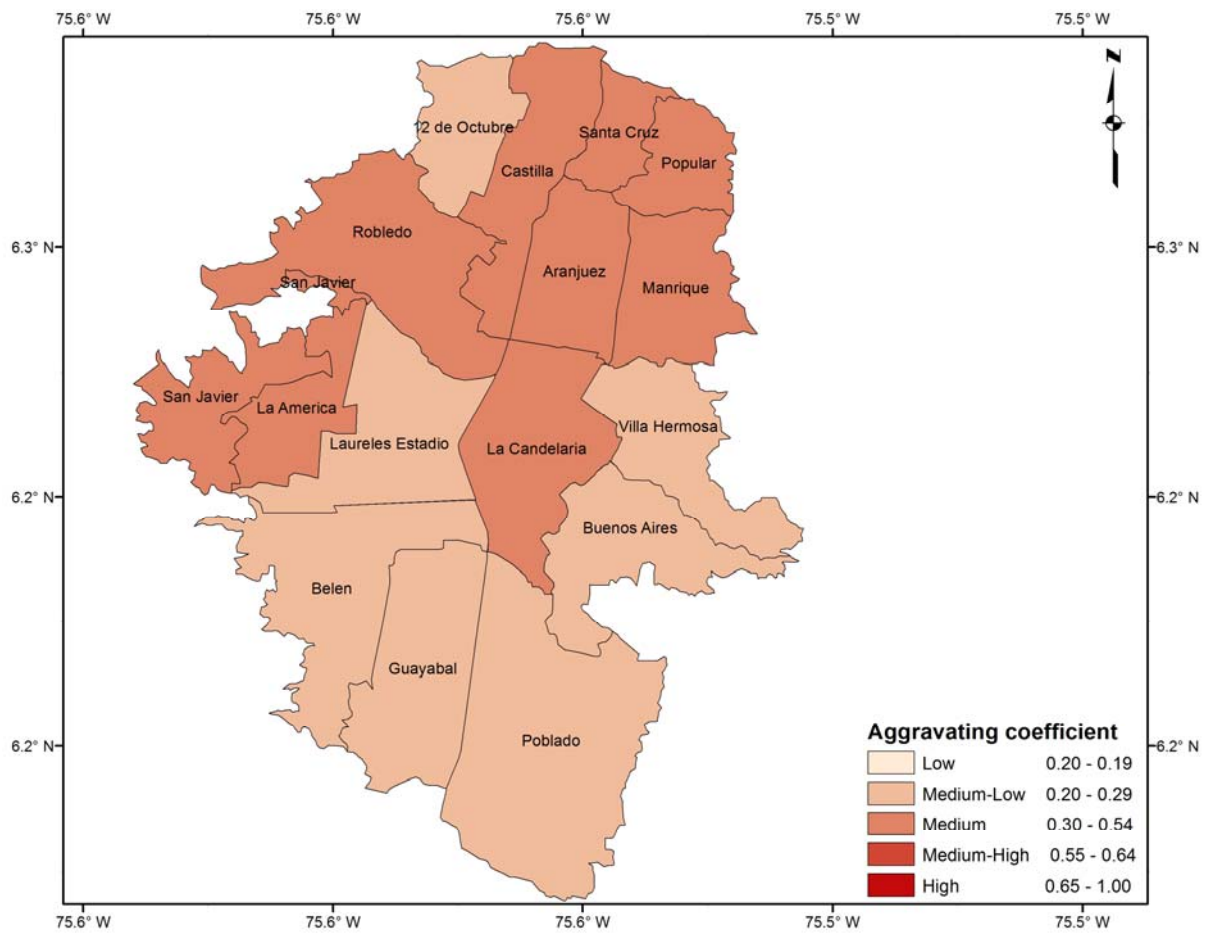 75.6° W 75.6° W 75.6° W 75.5° W 75.5° W
N
12 de Octubre
Santa Cruz
Castilla
Popular
Robledo
6.3° N 6.3° N
Aranjuez
San Javier
Manrique
San Javier
La America
Villa Hermosa
Laureles Estadio
La Candelaria
6.2° N 6.2° N
Buenos Aires
Belen
Guayabal
Poblado
6.2° N 6.2° N
Aggravating coefficient
Low 0.20 - 0.19
Medium-Low 0.20 - 0.29
Medium 0.30 - 0.54
Medium-High 0.55 - 0.64
High 0.65 - 1.00
75.6° W 75.6° W 75.6° W 75.5° W 75.5° W